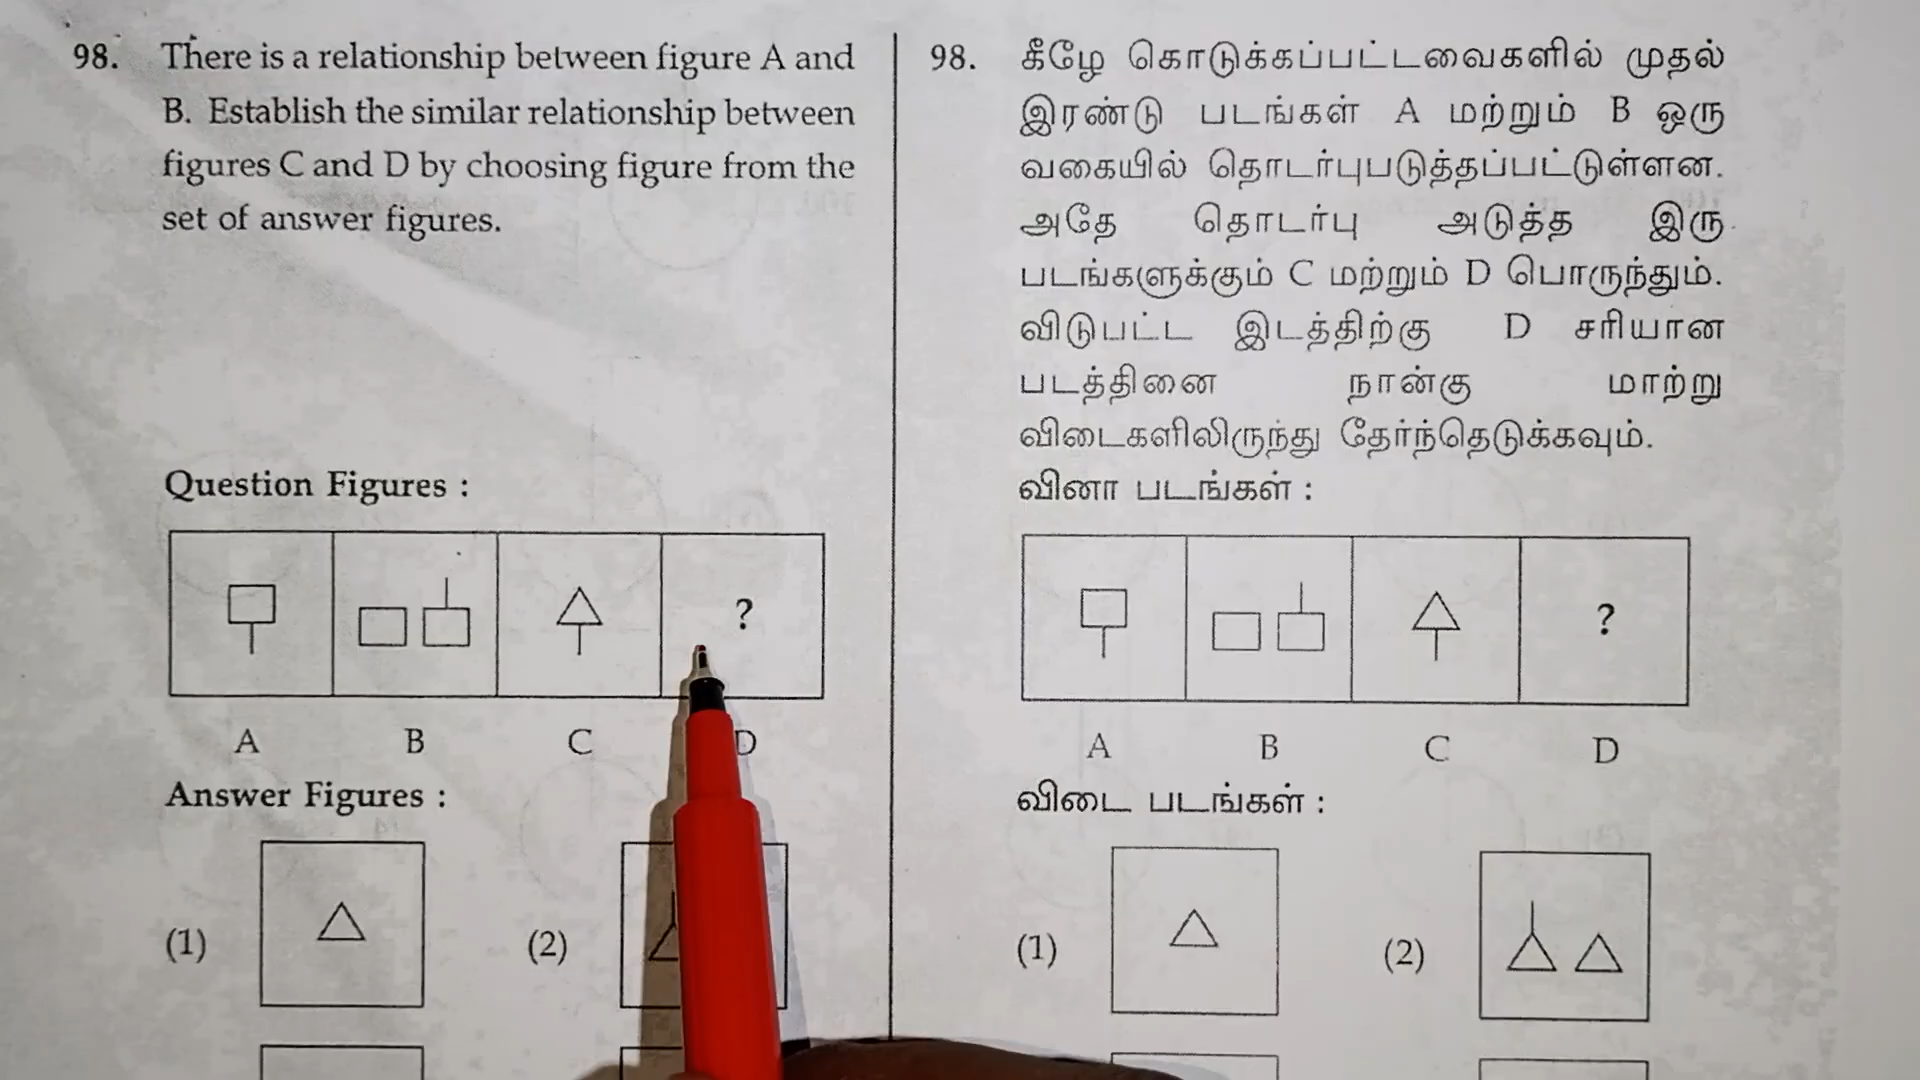 98. There is a relationship between figure A and
B. Establish the similar relationship between
figures C and D by choosing figure from the
set of answer figures.
Question Figures :
?
A B C D
Answer Figures :
(1) (2)
98. கீழே கொடுக்கப்பட்டவைகளில் முதல்
இரண்டு படங்கள் A மற்றும் B ஒரு
வகையில் தொடர்புபடுத்தப்பட்டுள்ளன.
அதே தொடர்பு அடுத்த இரு
படங்களுக்கும் C மற்றும் D பொருந்தும்.
விடுபட்ட இடத்திற்கு D சரியான
படத்தினை நான்கு மாற்று
விடைகளிலிருந்து தேர்ந்தெடுக்கவும்.
வினா படங்கள் :
?
A B C D
விடை படங்கள் :
(1) (2)